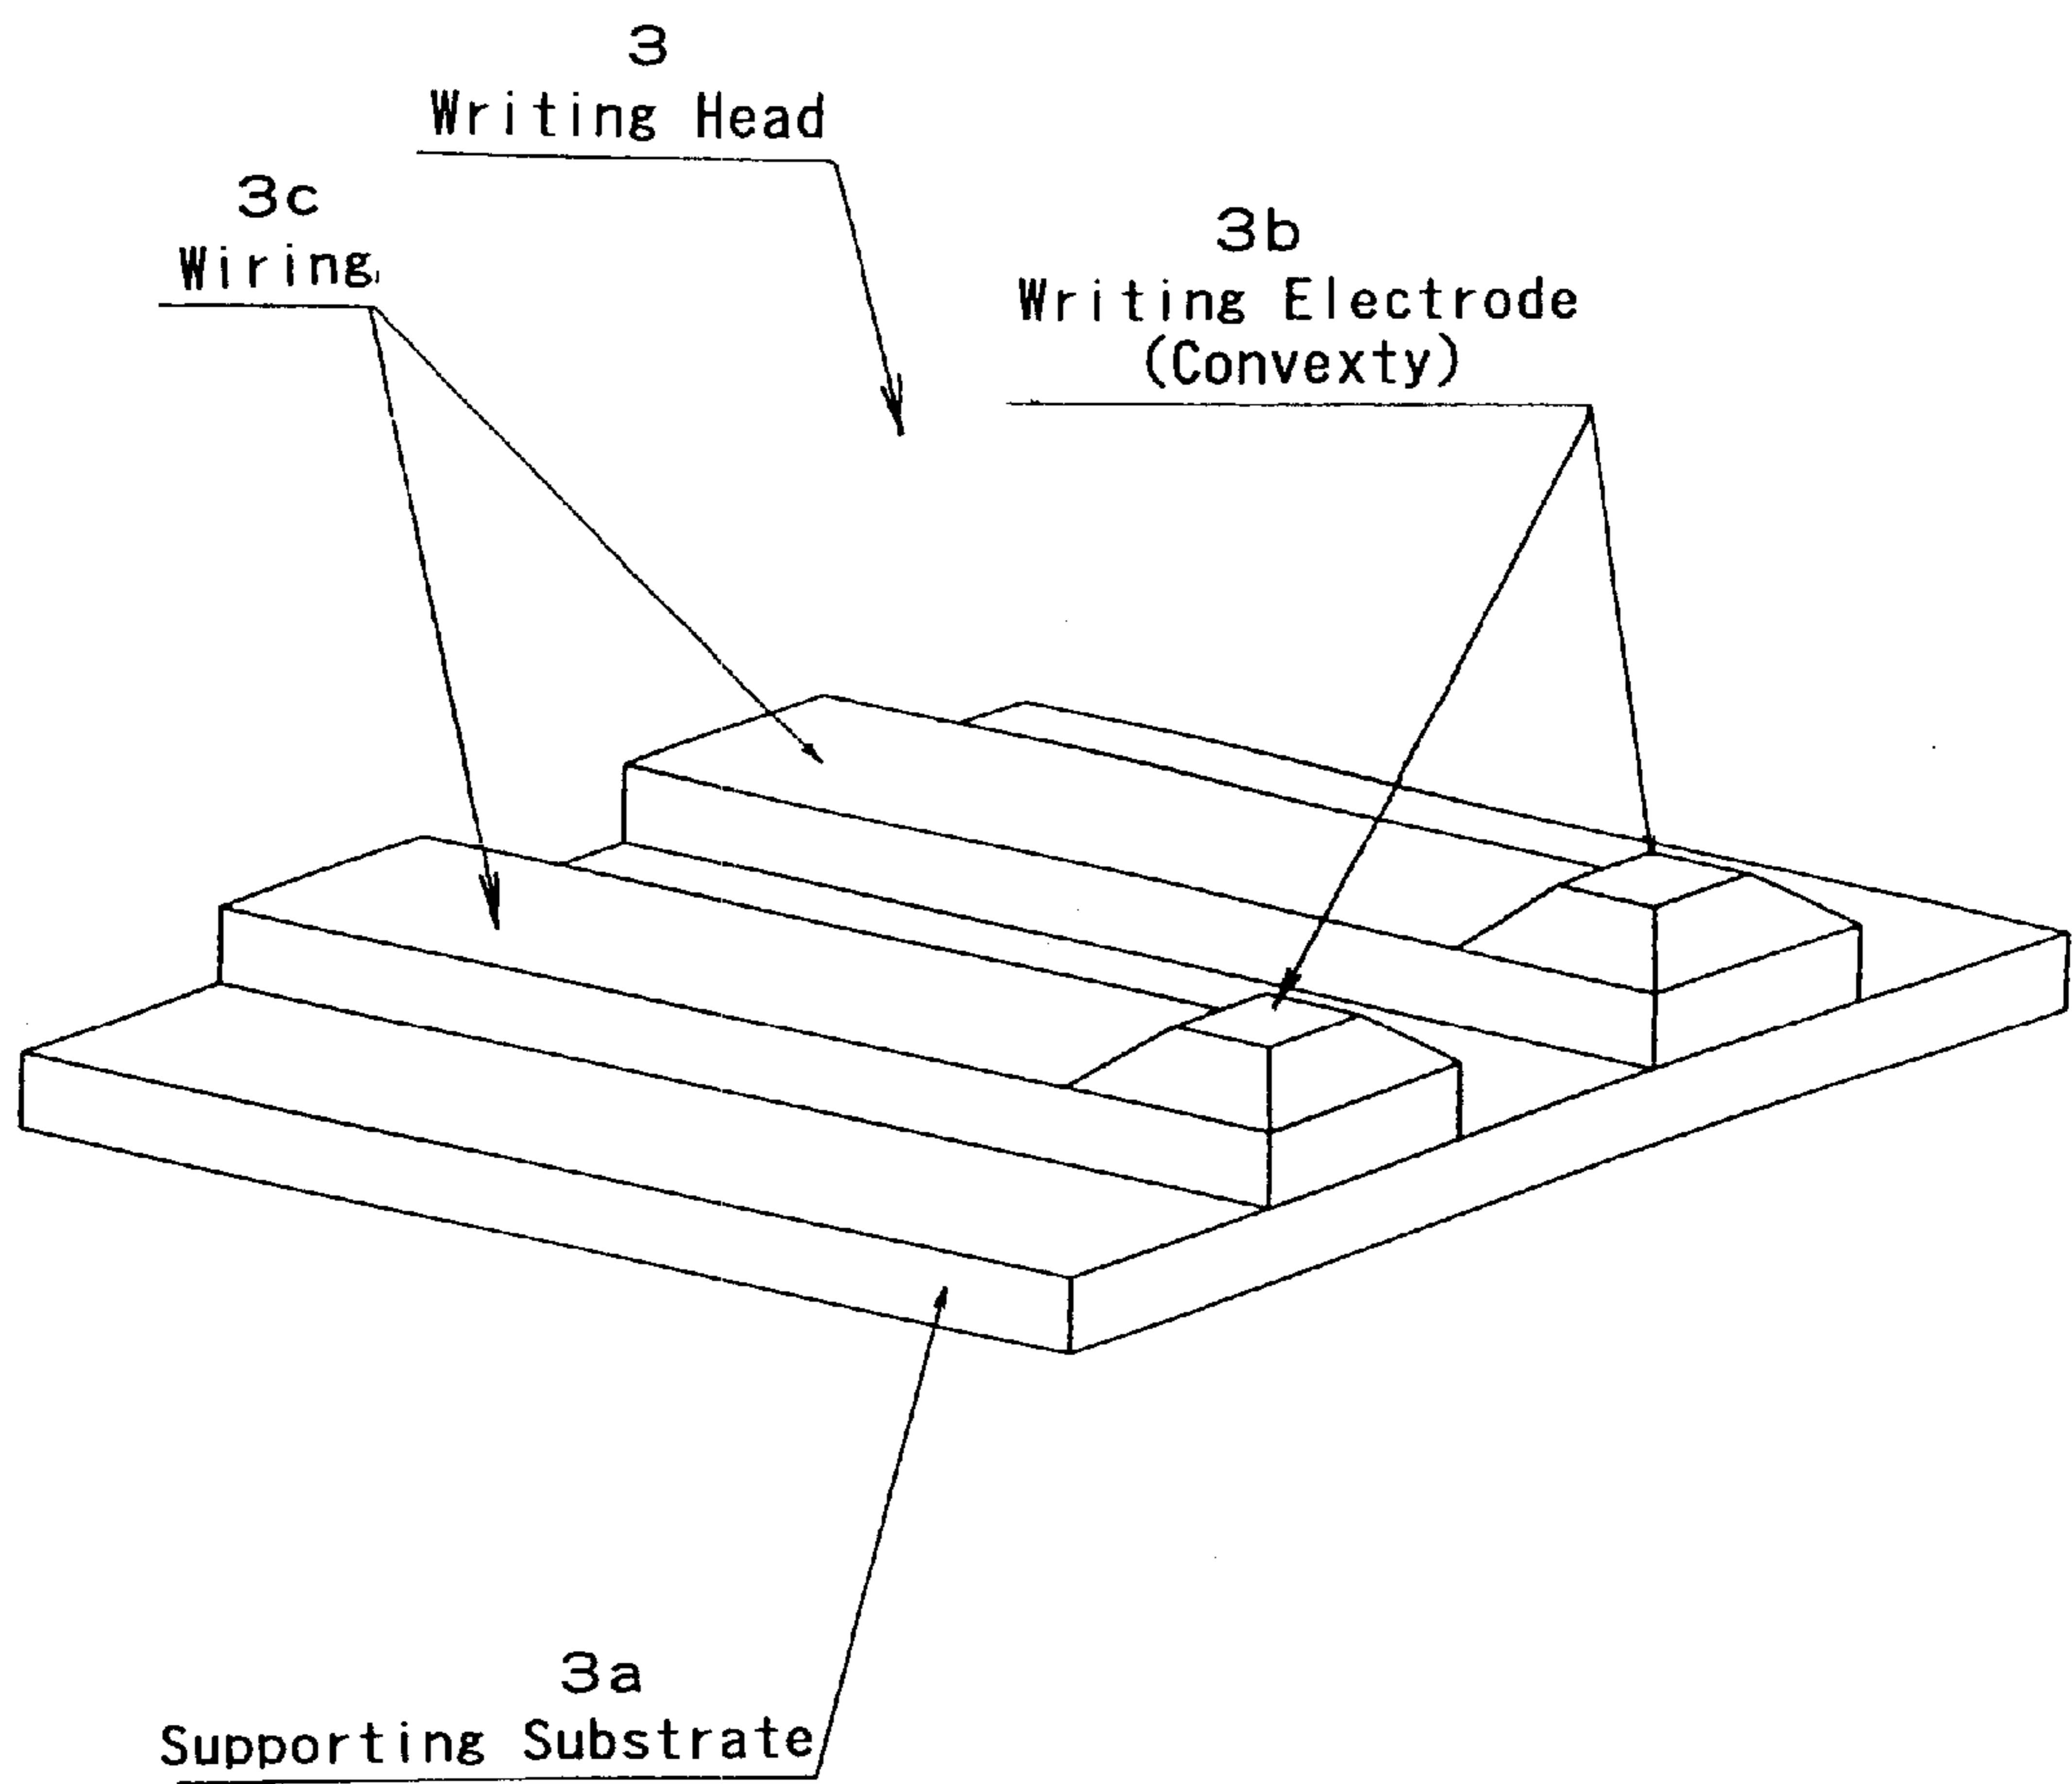 3
Writing Head
3c
Wiring
3b
Writing Electrode
(Convexty)
3a
Supporting Substrate